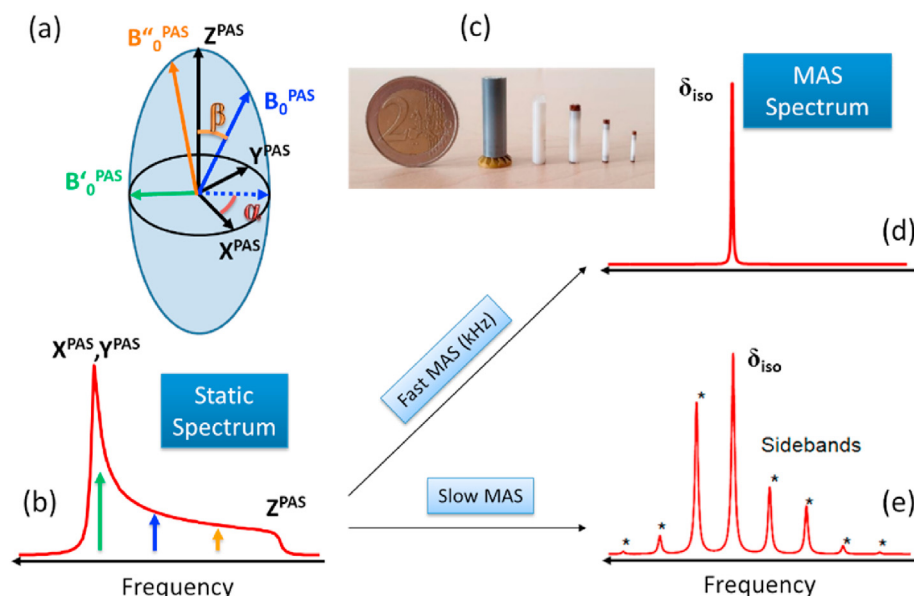 (a)
B″₀ᴾᴬˢ
Zᴾᴬˢ
B₀ᴾᴬˢ
β
Yᴾᴬˢ
B‘₀ᴾᴬˢ
α
Xᴾᴬˢ
(c)
2
δiso
MAS
Spectrum
(d)
Xᴾᴬˢ,Yᴾᴬˢ
Static
Spectrum
(b)
Zᴾᴬˢ
Frequency
Fast MAS (kHz)
Slow MAS
δiso
* * * * * * *
Sidebands
(e)
Frequency